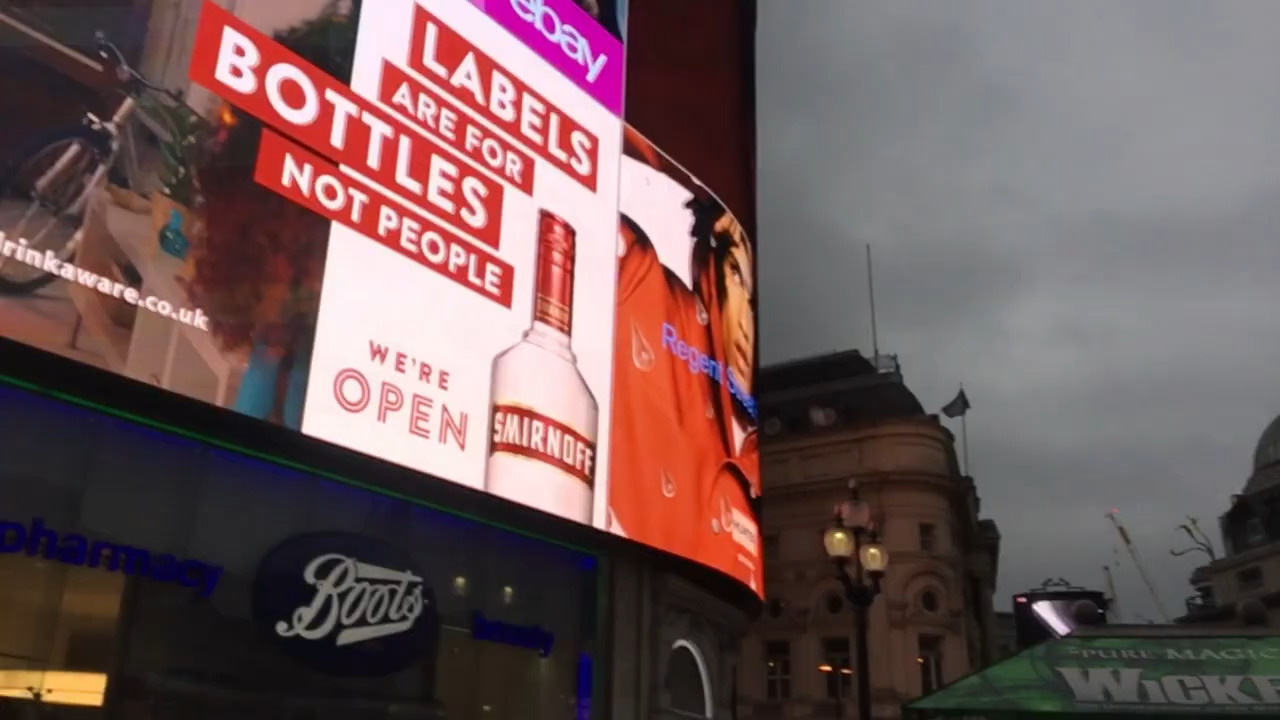 ebay
LABELS
ARE FOR
BOTTLES
NOT PEOPLE
drinkaware.co.uk
WE'RE
OPEN
SMIRNOFF
Regent
pharmacy
Boots
PURE MAGIC
WICKE